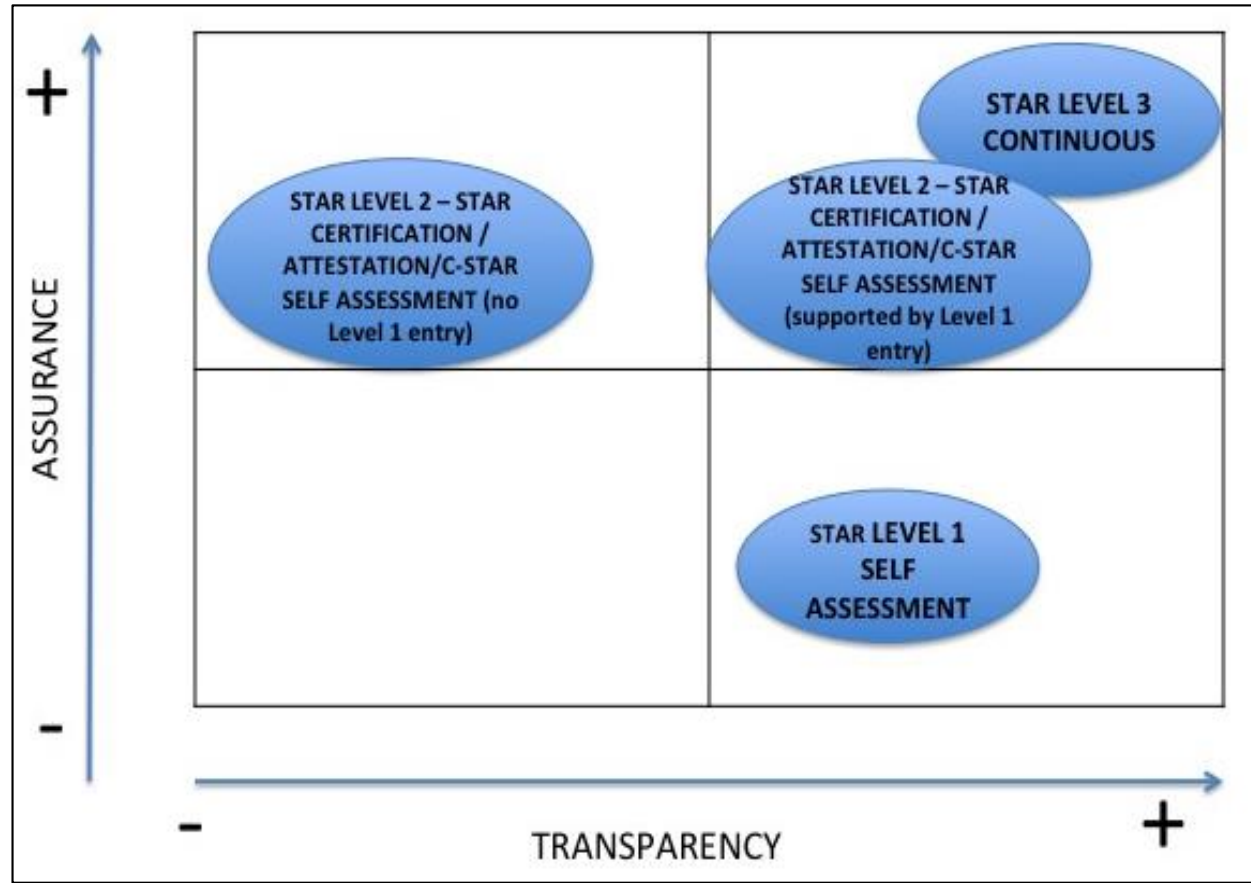 +
STAR LEVEL 3
CONTINUOUS
STAR LEVEL 2 – STAR
CERTIFICATION /
ATTESTATION/C-STAR
SELF ASSESSMENT (no
Level 1 entry)
STAR LEVEL 2 – STAR
CERTIFICATION /
ATTESTATION/C-STAR
SELF ASSESSMENT
(supported by Level 1
entry)
ASSURANCE
STAR LEVEL 1
SELF
ASSESSMENT
-
-
+
TRANSPARENCY